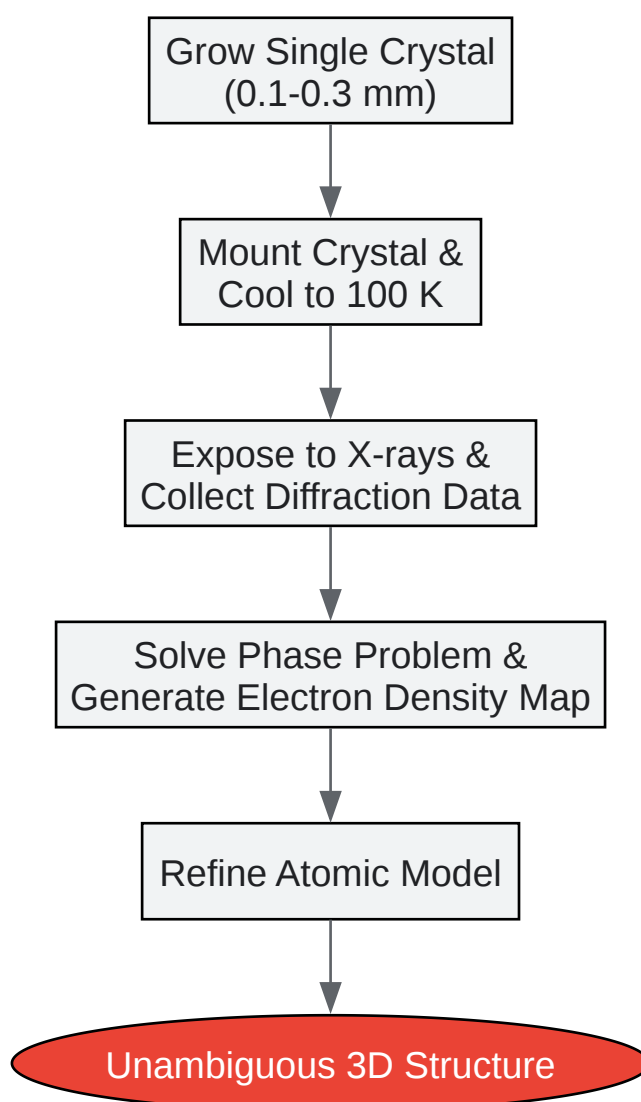 Grow Single Crystal
(0.1-0.3 mm)
Mount Crystal &
Cool to 100 K
Expose to X-rays &
Collect Diffraction Data
Solve Phase Problem &
Generate Electron Density Map
Refine Atomic Model
Unambiguous 3D Structure